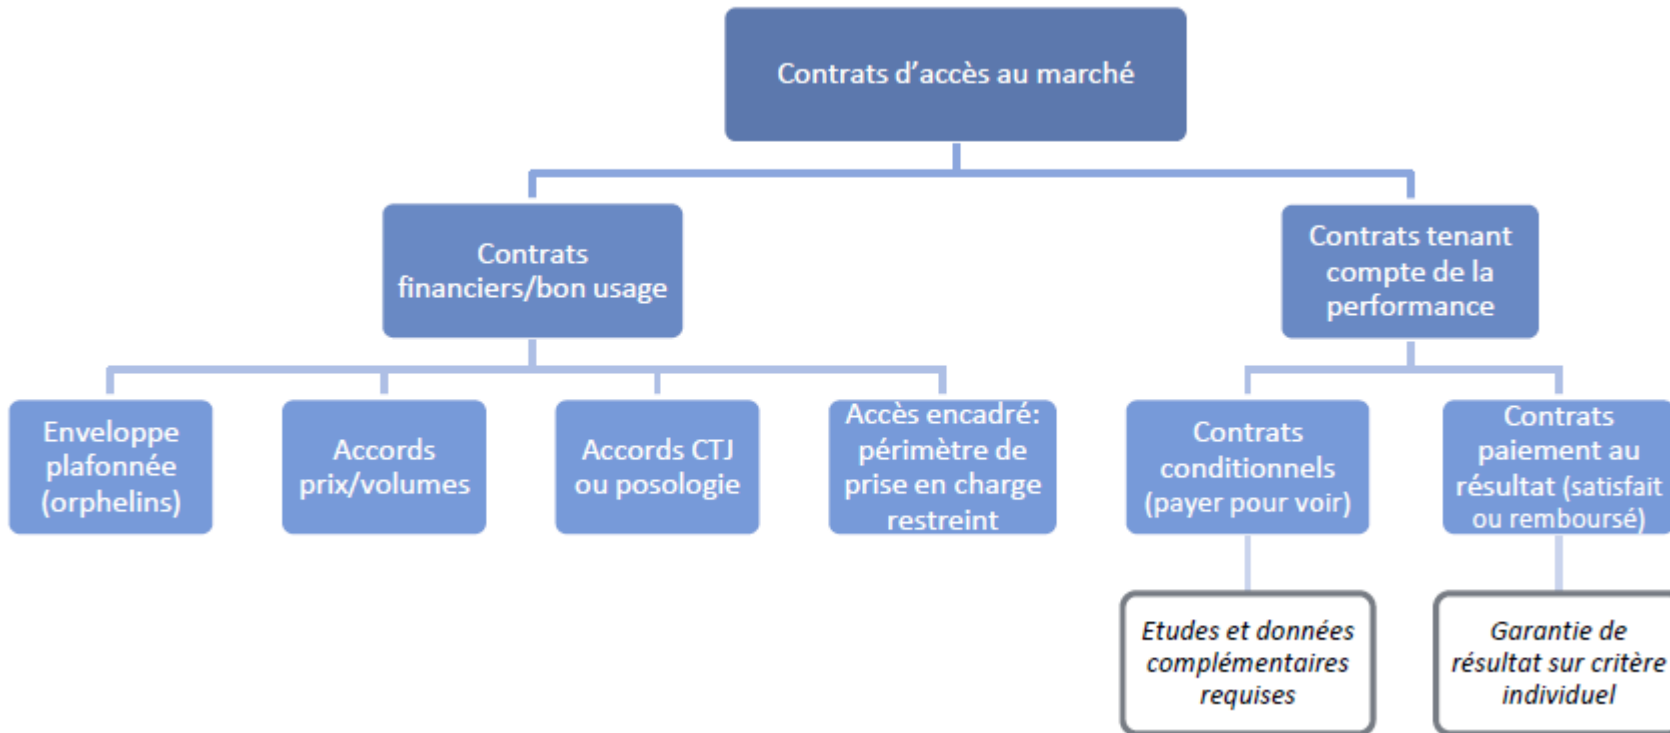 Contrats d’accès au marché
Contrats
financiers/bon usage
Contrats tenant
compte de la
performance
Enveloppe
plafonnée
(orphelins)
Accords
prix/volumes
Accords CTJ
ou posologie
Accès encadré:
périmètre de
prise en charge
restreint
Contrats
conditionnels
(payer pour voir)
Contrats
paiement au
résultat (satisfait
ou remboursé)
Etudes et données
complémentaires
requises
Garantie de
résultat sur critère
individuel